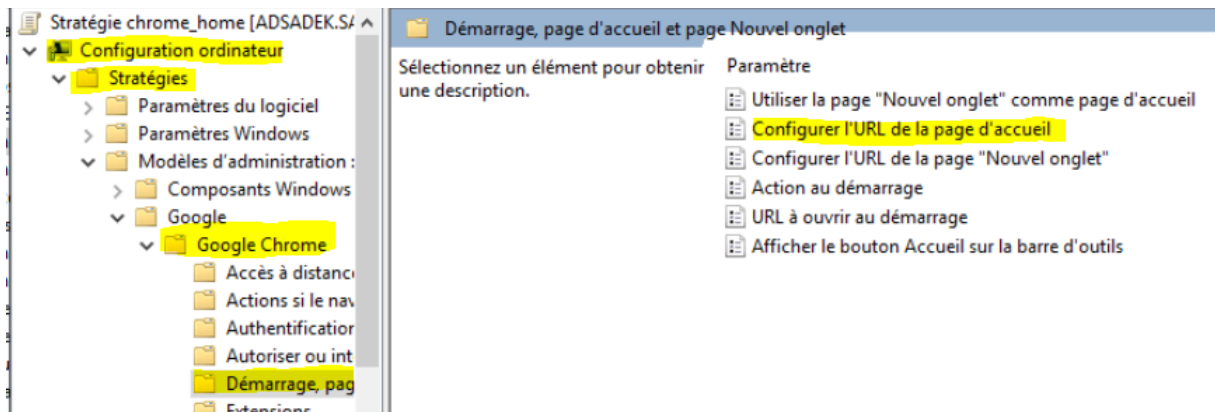 Stratégie chrome_home [ADSADEK.SA
Configuration ordinateur
Stratégies
Paramètres du logiciel
Paramètres Windows
Modèles d'administration :
Composants Windows
Google
Google Chrome
Accès à distance
Actions si le nav
Authentification
Autoriser ou int
Démarrage, pag
Extensions
Démarrage, page d'accueil et page Nouvel onglet
Sélectionnez un élément pour obtenir
une description.
Paramètre
Utiliser la page "Nouvel onglet" comme page d'accueil
Configurer l'URL de la page d'accueil
Configurer l'URL de la page "Nouvel onglet"
Action au démarrage
URL à ouvrir au démarrage
Afficher le bouton Accueil sur la barre d'outils